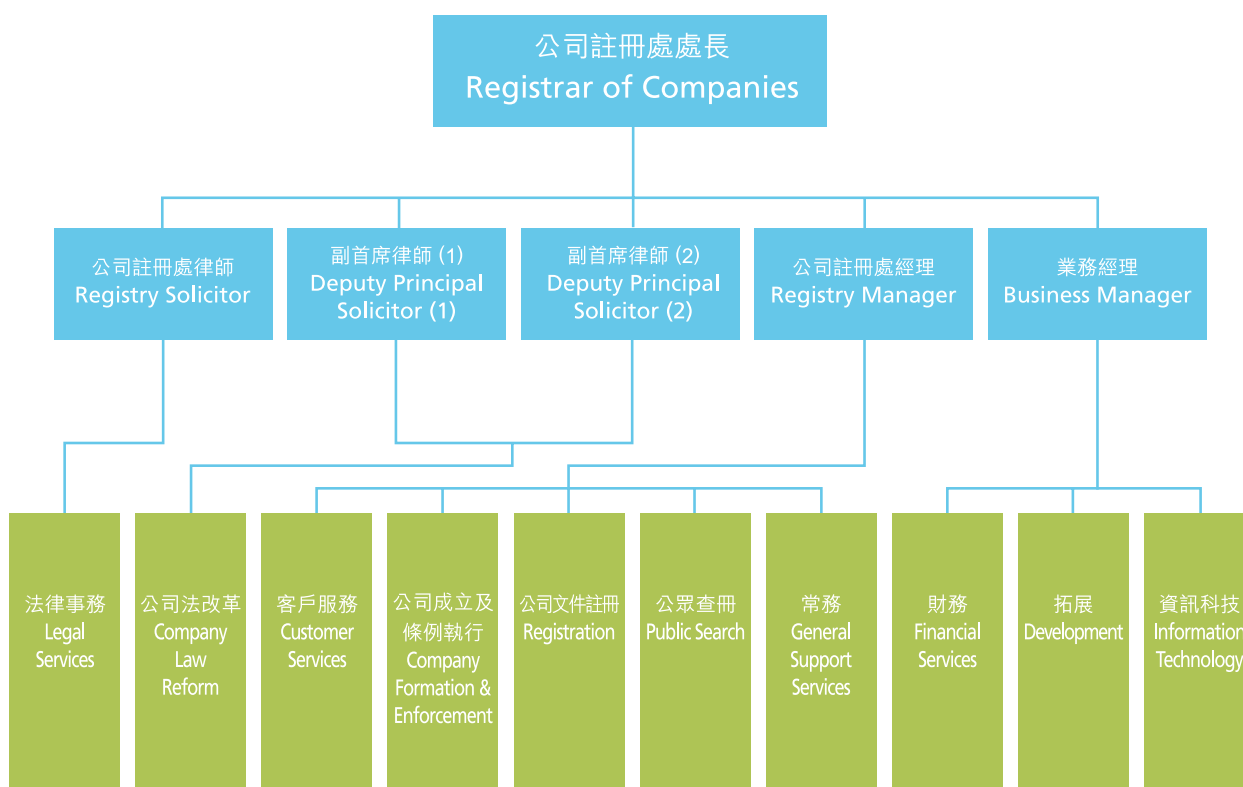 公司註冊處處長
Registrar of Companies
公司註冊處律師
Registry Solicitor
副首席律師 (1)
Deputy Principal
Solicitor (1)
副首席律師 (2)
Deputy Principal
Solicitor (2)
公司註冊處經理
Registry Manager
業務經理
Business Manager
法律事務
Legal
Services
公司法改革
Company
Law
Reform
客戶服務
Customer
Services
公司成立及
條例執行
Company
Formation &
Enforcement
公司文件註冊
Registration
公眾查冊
Public Search
常務
General
Support
Services
財務
Financial
Services
拓展
Development
資訊科技
Information
Technology